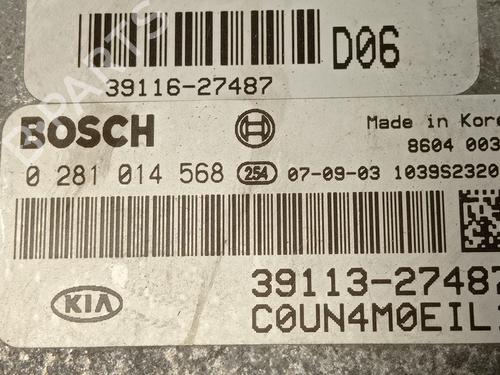 D06
39116-27487
BOSCH
Made in Kore
8604 003
0 281 014 568 254 07-09-03 1039S2320
39113-27487
KIA
C0UN4M0EIL